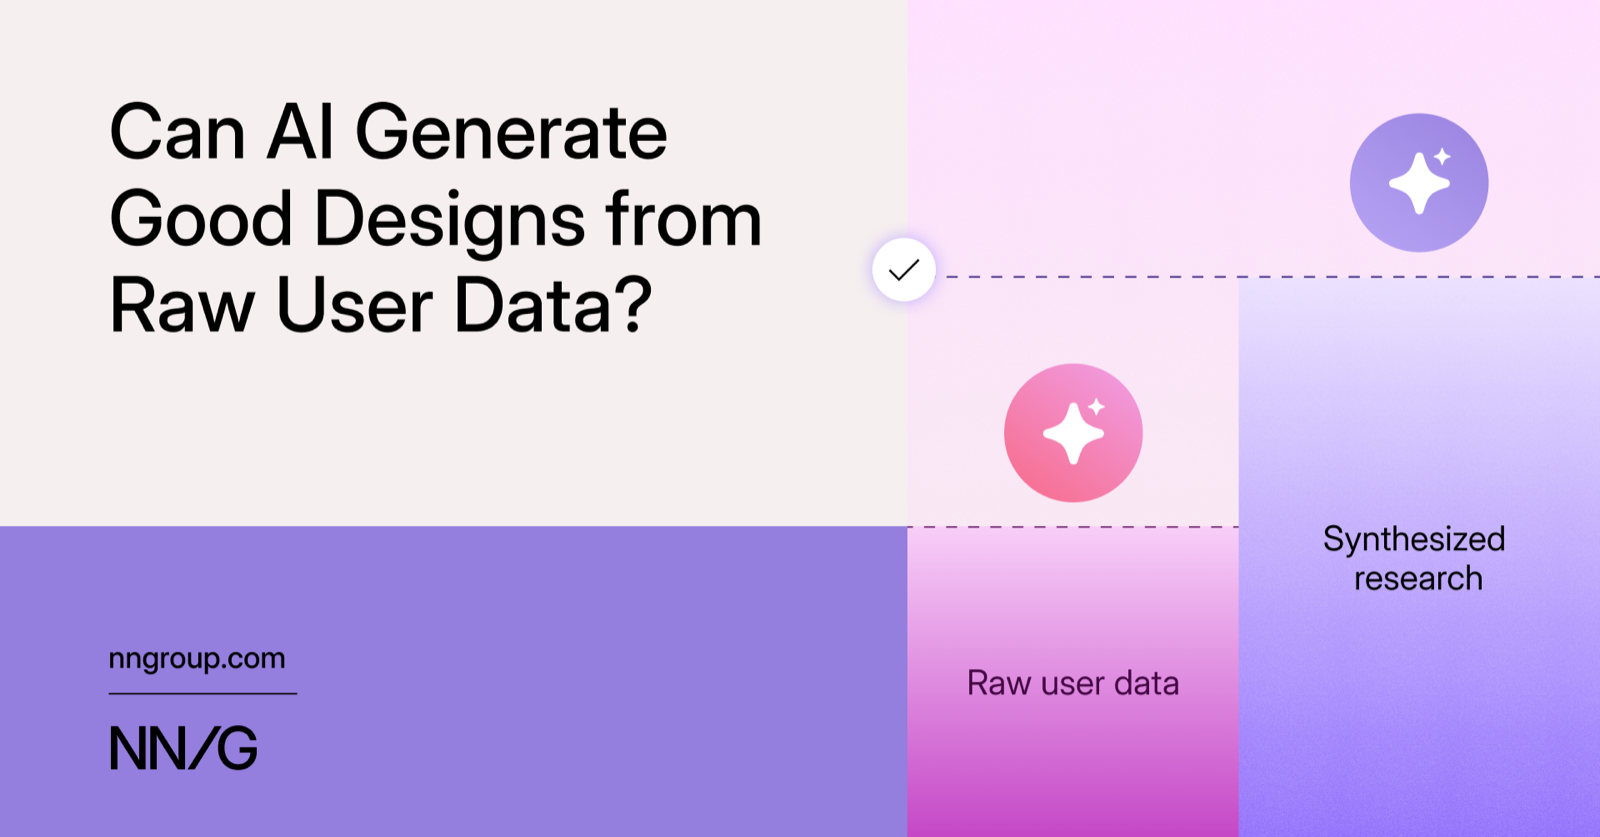 Can AI Generate
Good Designs from
Raw User Data?
nngroup.com
NN/G
Raw user data
Synthesized
research